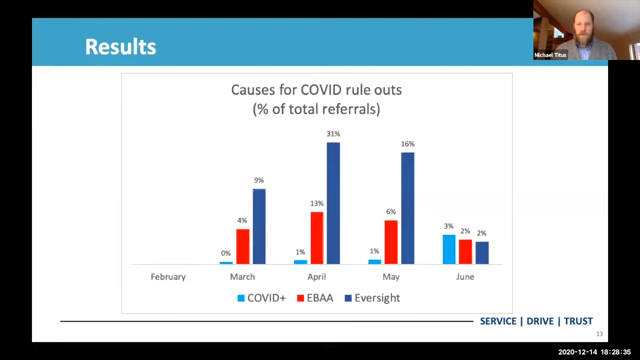 Results
Michael Titus
Causes for COVID rule outs
(% of total referrals)
31%
16%
13%
9%
6%
4%
3%
2%
2%
0%
1%
1%
February
March
April
May
June
COVID+
EBAA
Eversight
SERVICE | DRIVE | TRUST
13
2020-12-14 18:28:35